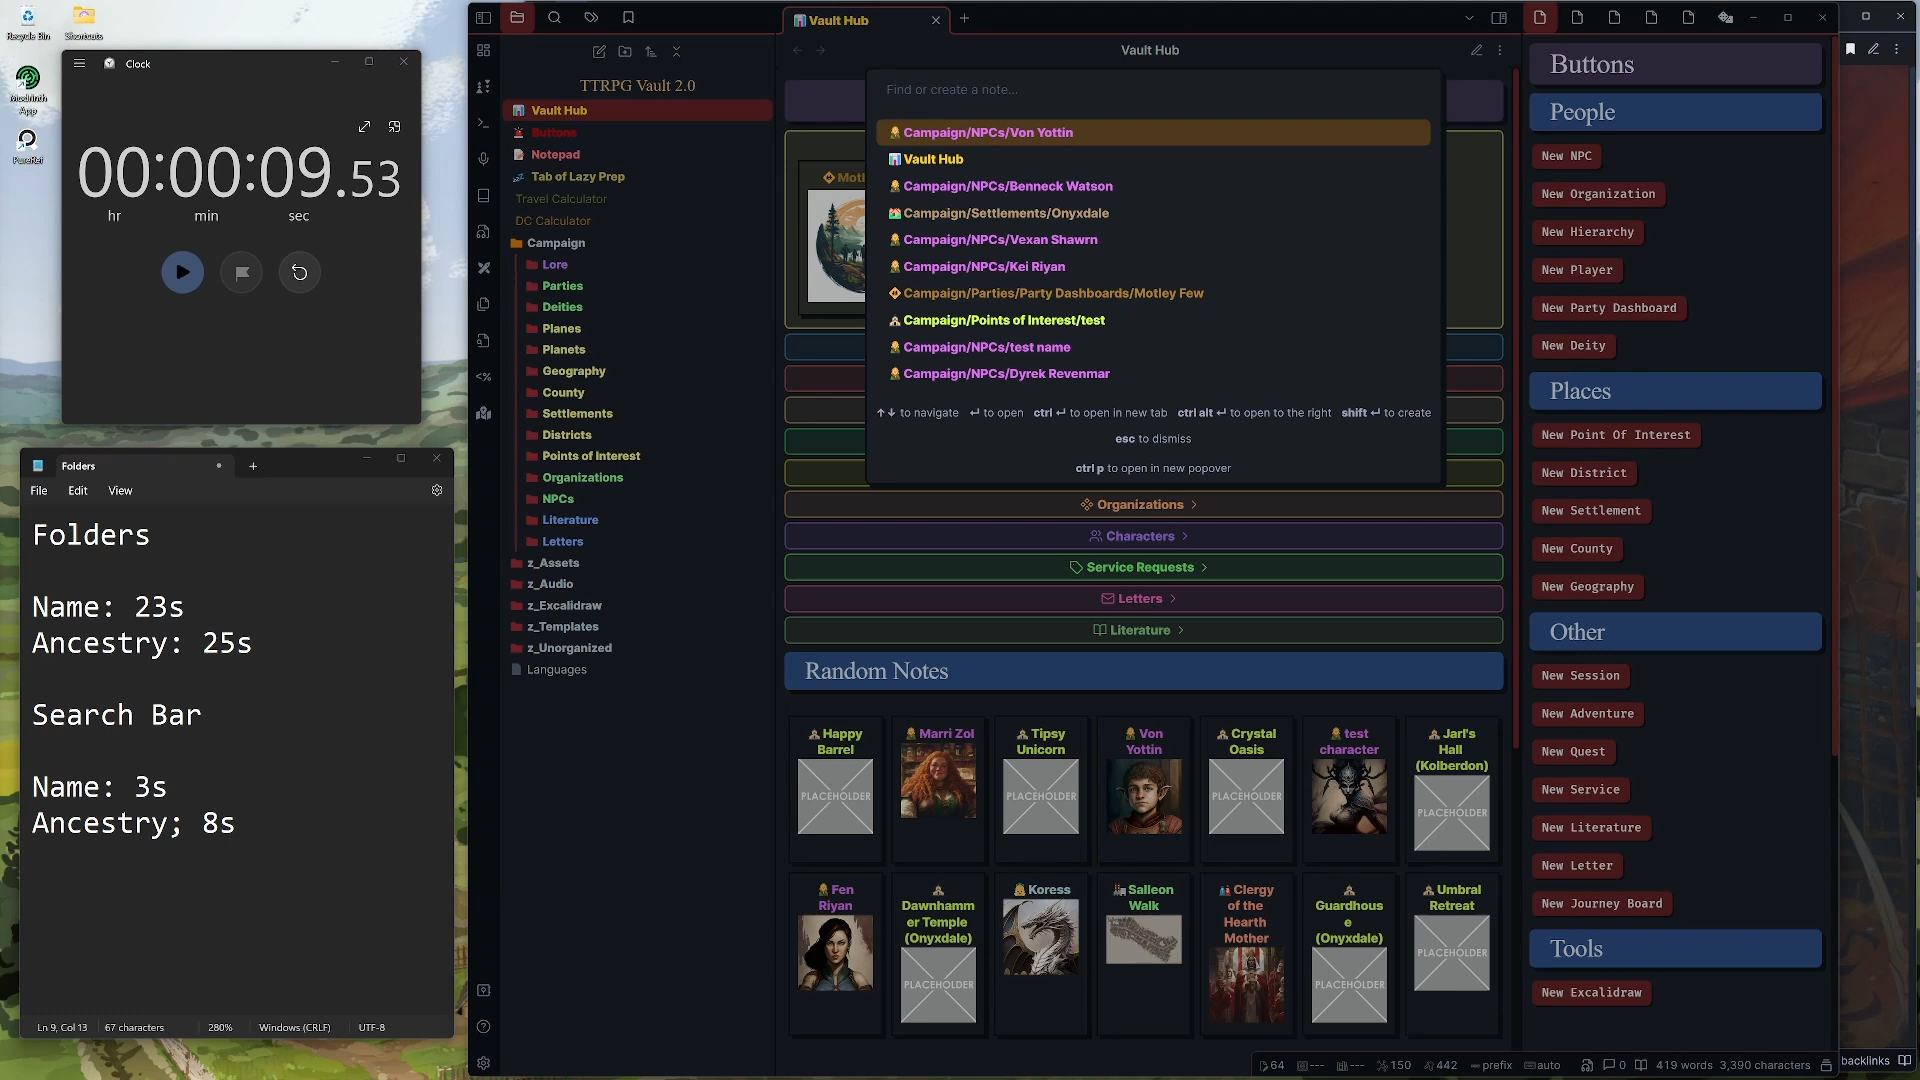 Recycle Bin
Shortcuts
Modrinth App
PureRef
Clock
00:00:09.53
hr
min
sec
Folders
File
Edit
View
Folders
Name: 23s
Ancestry: 25s
Search Bar
Name: 3s
Ancestry; 8s
Ln 9, Col 13
67 characters
280%
Windows (CRLF)
UTF-8
TTRPG Vault 2.0
Vault Hub
Buttons
Notepad
Tab of Lazy Prep
Travel Calculator
DC Calculator
Campaign
Lore
Parties
Deities
Planes
Planets
Geography
County
Settlements
Districts
Points of Interest
Organizations
NPCs
Literature
Letters
z_Assets
z_Audio
z_Excalidraw
z_Templates
z_Unorganized
Languages
Vault Hub
Vault Hub
Find or create a note...
Campaign/NPCs/Von Yottin
Vault Hub
Campaign/NPCs/Benneck Watson
Campaign/Settlements/Onyxdale
Campaign/NPCs/Vexan Shawrn
Campaign/NPCs/Kei Riyan
Campaign/Parties/Party Dashboards/Motley Few
Campaign/Points of Interest/test
Campaign/NPCs/test name
Campaign/NPCs/Dyrek Revenmar
↑↓ to navigate ↵ to open ctrl ↵ to open in new tab ctrl alt ↵ to open to the right shift ↵ to create
esc to dismiss
ctrl p to open in new popover
Organizations
Characters
Service Requests
Letters
Literature
Random Notes
Happy Barrel
Marri Zol
Tipsy Unicorn
Von Yottin
Crystal Oasis
test character
Jarl's Hall (Kolberdon)
PLACEHOLDER
PLACEHOLDER
PLACEHOLDER
PLACEHOLDER
Fen Riyan
Dawnhammer Temple (Onyxdale)
Koress
Salleon Walk
Clergy of the Hearth Mother
Guardhouse (Onyxdale)
Umbral Retreat
PLACEHOLDER
PLACEHOLDER
PLACEHOLDER
Buttons
People
New NPC
New Organization
New Hierarchy
New Player
New Party Dashboard
New Deity
Places
New Point Of Interest
New District
New Settlement
New County
New Geography
Other
New Session
New Adventure
New Quest
New Service
New Literature
New Letter
New Journey Board
Tools
New Excalidraw
64
---
---
150
442
prefix
auto
0
419 words
3,390 characters
backlinks